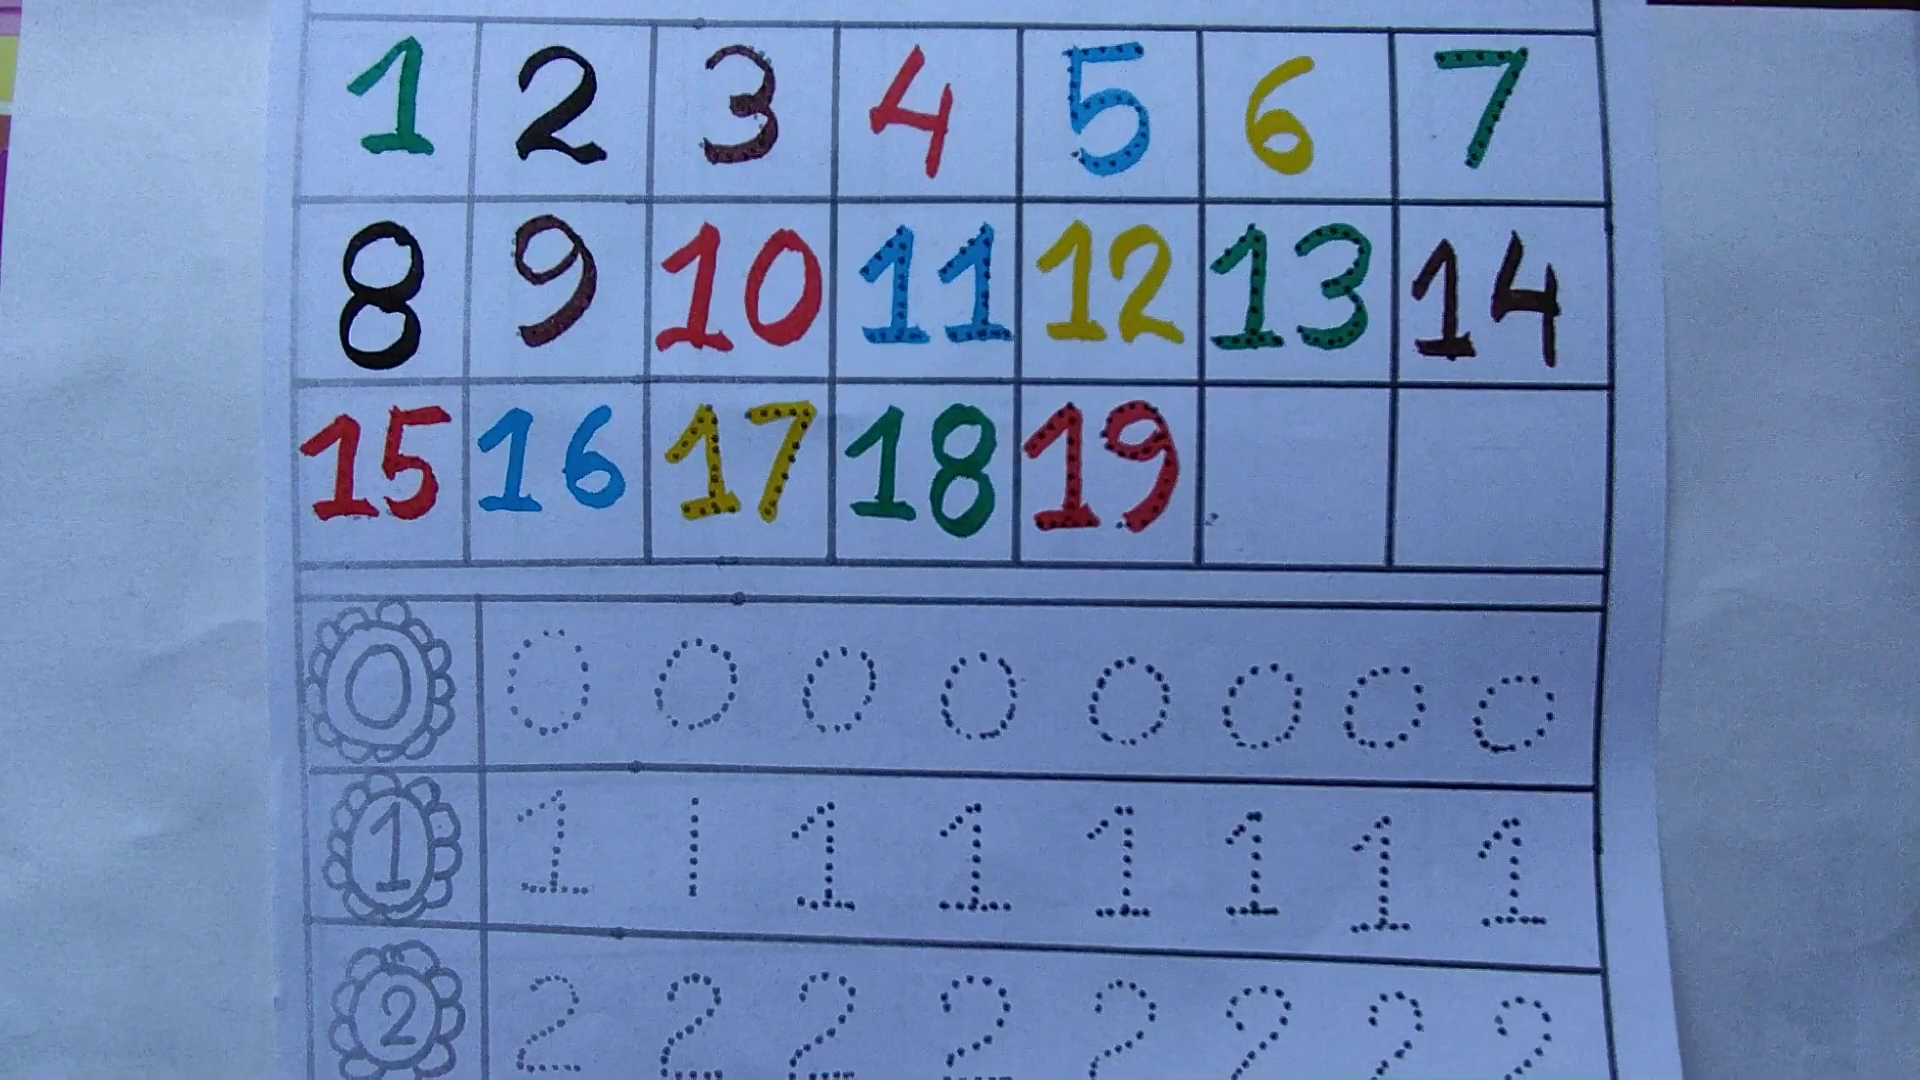 1 2 3 4 5 6 7
8 9 10 11 12 13 14
15 16 17 18 19
0 0 0 0 0 0 0 0 0
1 1 1 1 1 1 1 1 1
2 2 2 2 2 2 2 2 2